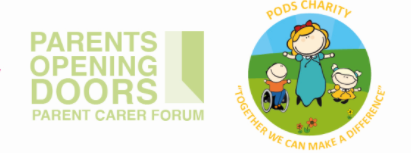 PARENTS
OPENING
DOORS
PARENT CARER FORUM
PODS CHARITY
"TOGETHER WE CAN MAKE A DIFFERENCE"